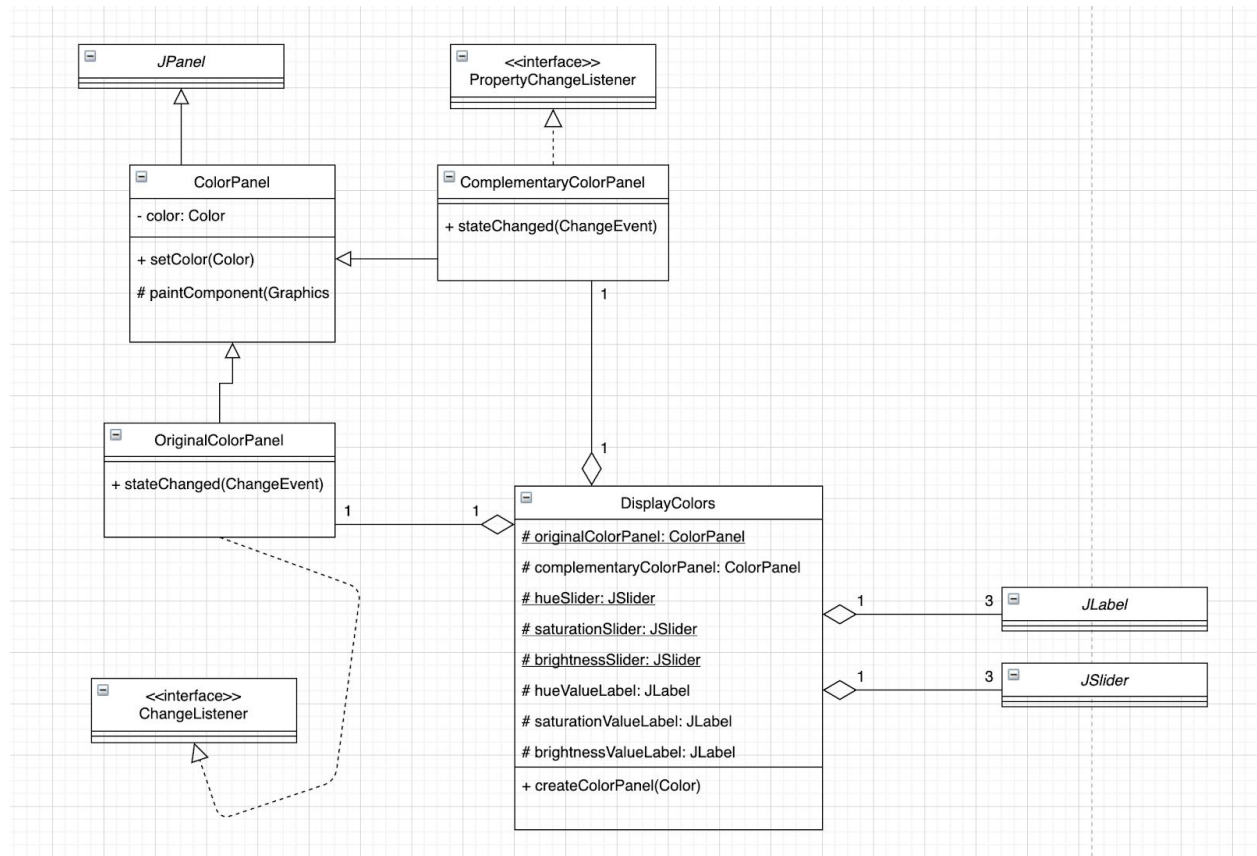 JPanel
<<interface>>
PropertyChangeListener
ColorPanel
- color: Color
+ setColor(Color)
# paintComponent(Graphics
ComplementaryColorPanel
+ stateChanged(ChangeEvent)
1
1
OriginalColorPanel
+ stateChanged(ChangeEvent)
1
1
DisplayColors
# originalColorPanel: ColorPanel
# complementaryColorPanel: ColorPanel
# hueSlider: JSlider
# saturationSlider: JSlider
# brightnessSlider: JSlider
# hueValueLabel: JLabel
# saturationValueLabel: JLabel
# brightnessValueLabel: JLabel
+ createColorPanel(Color)
1
3
JLabel
1
3
JSlider
<<interface>>
ChangeListener